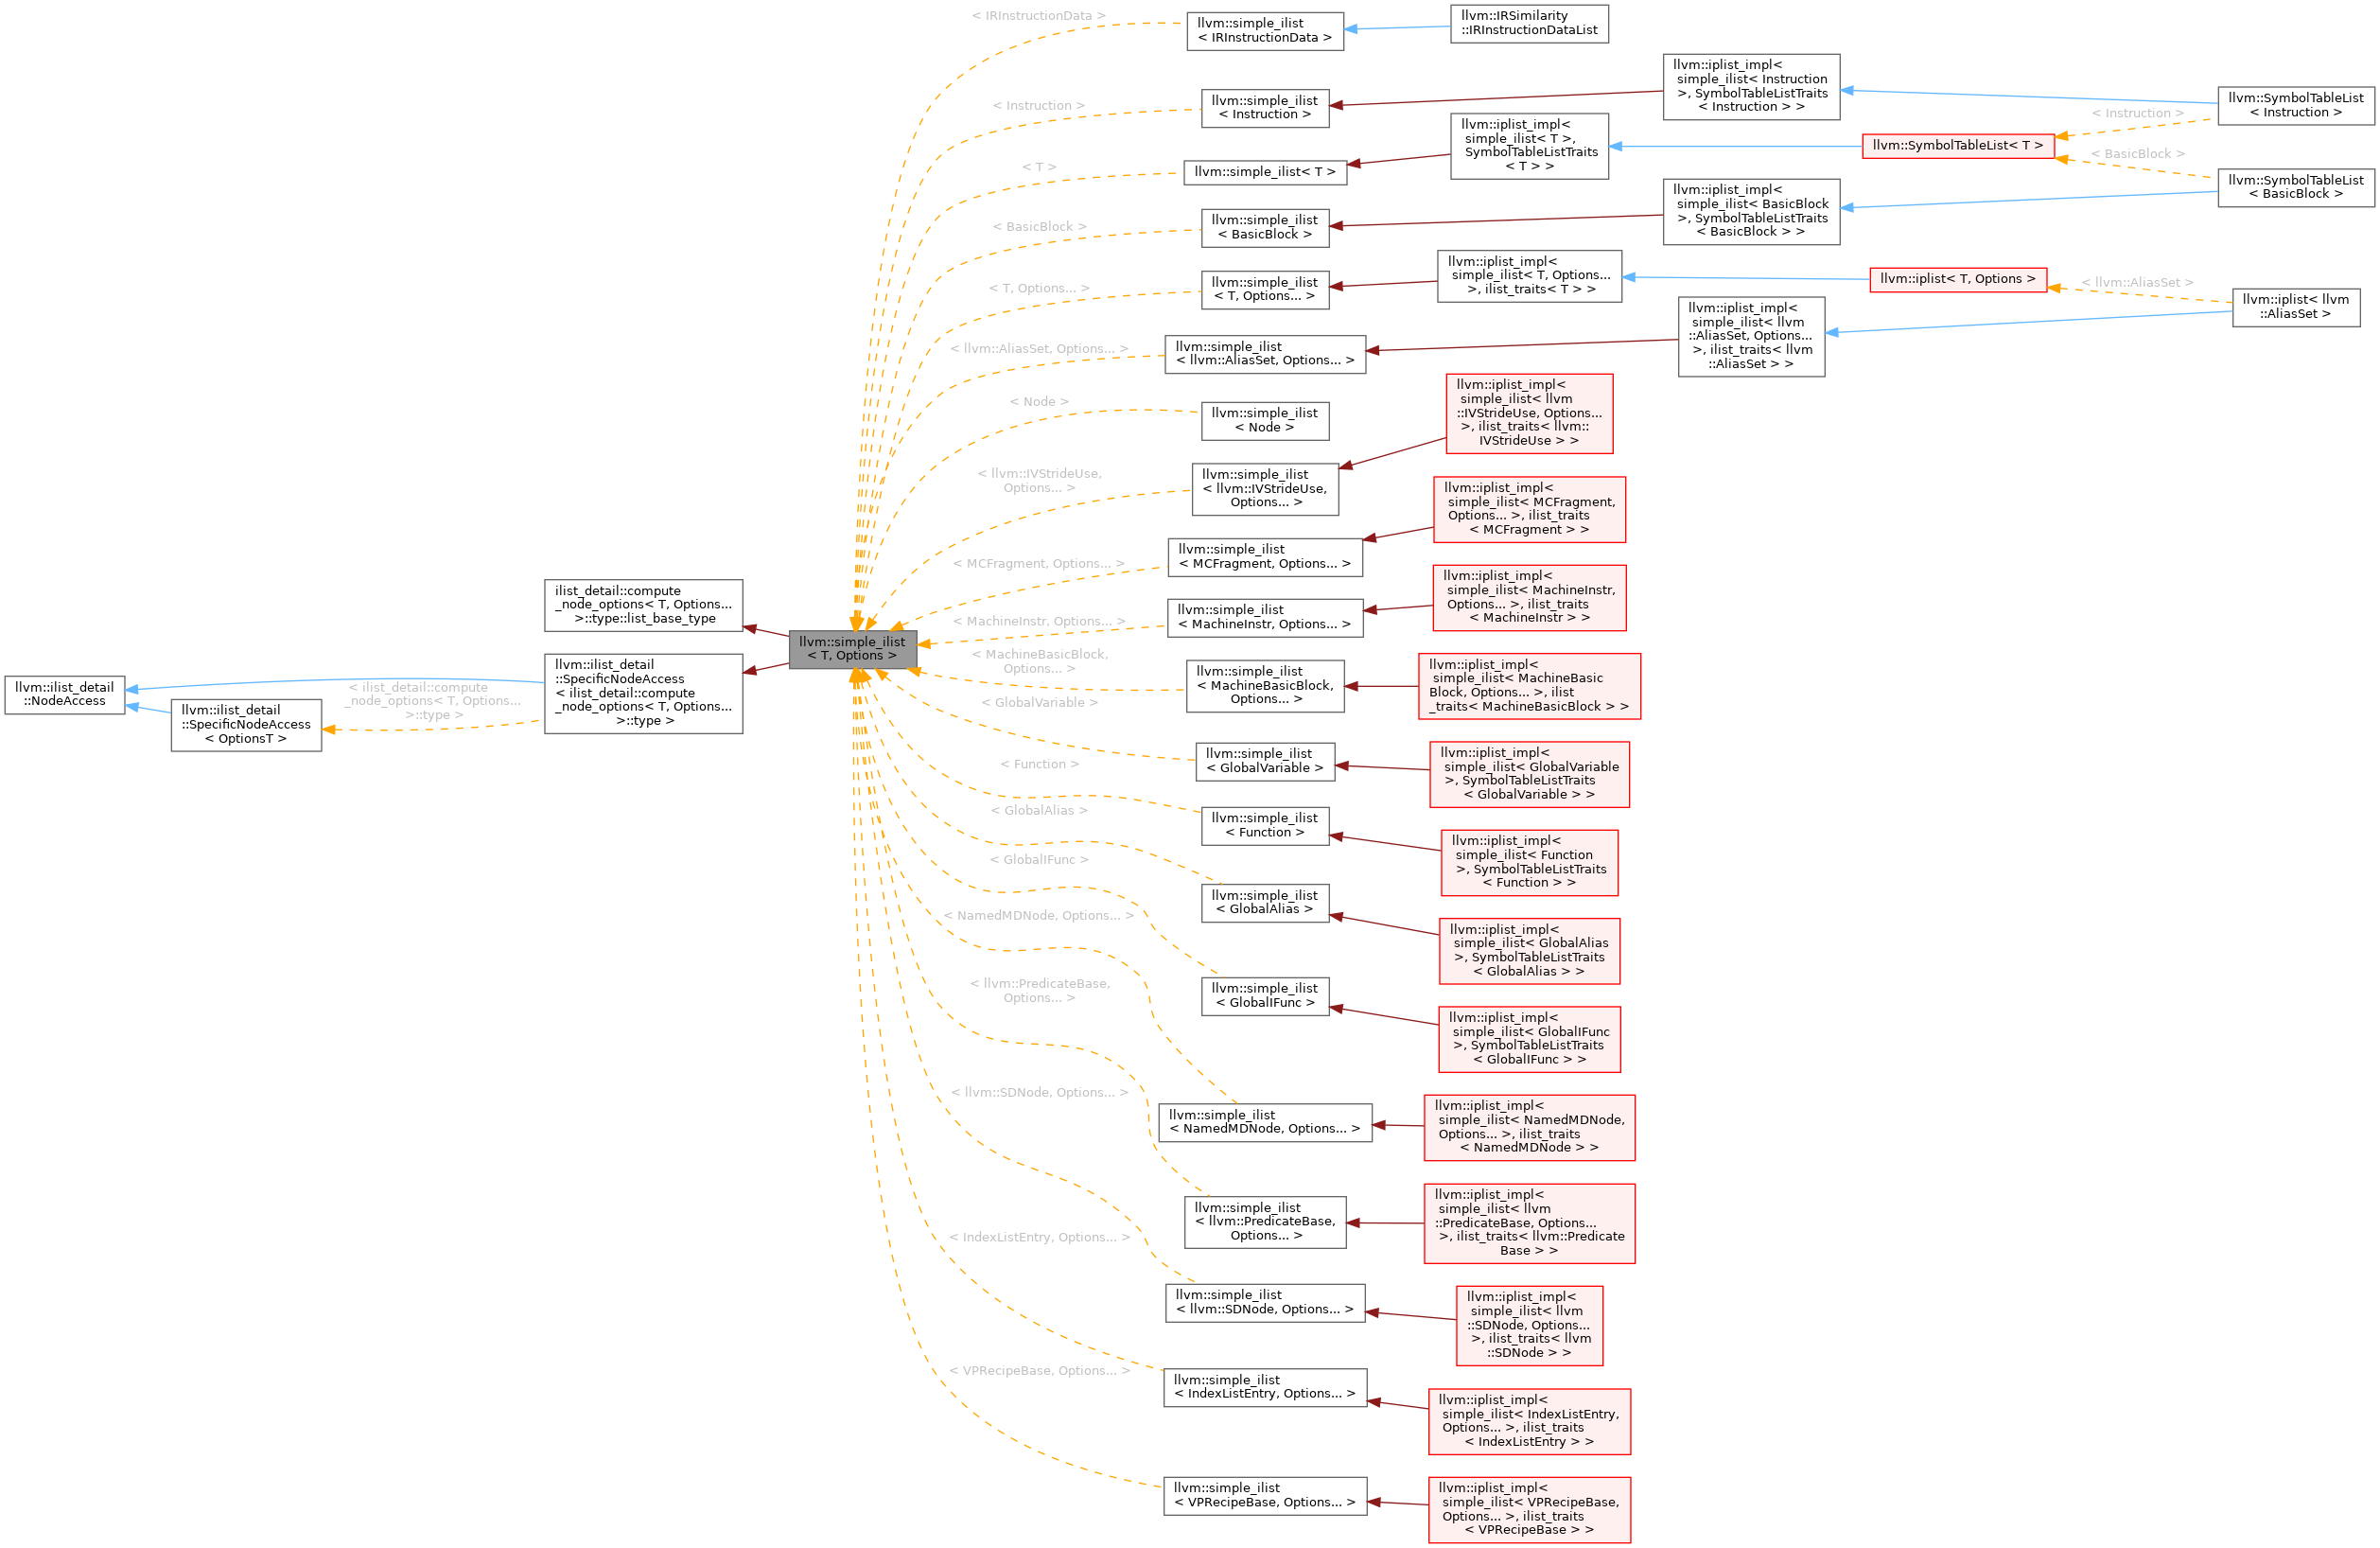 llvm::ilist_detail
::NodeAccess
llvm::ilist_detail
::SpecificNodeAccess
< OptionsT >
< ilist_detail::compute
_node_options< T, Options...
>::type >
ilist_detail::compute
_node_options< T, Options...
>::type::list_base_type
llvm::ilist_detail
::SpecificNodeAccess
< ilist_detail::compute
_node_options< T, Options...
>::type >
llvm::simple_ilist
< T, Options >
< IRInstructionData >
llvm::simple_ilist
< IRInstructionData >
llvm::IRSimilarity
::IRInstructionDataList
< Instruction >
llvm::simple_ilist
< Instruction >
llvm::iplist_impl<
simple_ilist< Instruction
>, SymbolTableListTraits
< Instruction > >
llvm::SymbolTableList
< Instruction >
< Instruction >
< T >
llvm::simple_ilist< T >
llvm::iplist_impl<
simple_ilist< T >,
SymbolTableListTraits
< T > >
llvm::SymbolTableList< T >
< BasicBlock >
llvm::SymbolTableList
< BasicBlock >
< BasicBlock >
llvm::simple_ilist
< BasicBlock >
llvm::iplist_impl<
simple_ilist< BasicBlock
>, SymbolTableListTraits
< BasicBlock > >
< T, Options... >
llvm::simple_ilist
< T, Options... >
llvm::iplist_impl<
simple_ilist< T, Options...
>, ilist_traits< T > >
llvm::iplist< T, Options >
< llvm::AliasSet >
llvm::iplist< llvm
::AliasSet >
< llvm::AliasSet, Options... >
llvm::simple_ilist
< llvm::AliasSet, Options... >
llvm::iplist_impl<
simple_ilist< llvm
::AliasSet, Options...
>, ilist_traits< llvm
::AliasSet > >
< Node >
llvm::simple_ilist
< Node >
< llvm::IVStrideUse,
Options... >
llvm::simple_ilist
< llvm::IVStrideUse,
Options... >
llvm::iplist_impl<
simple_ilist< llvm
::IVStrideUse, Options...
>, ilist_traits< llvm::
IVStrideUse > >
< MCFragment, Options... >
llvm::simple_ilist
< MCFragment, Options... >
llvm::iplist_impl<
simple_ilist< MCFragment,
Options... >, ilist_traits
< MCFragment > >
< MachineInstr, Options... >
llvm::simple_ilist
< MachineInstr, Options... >
llvm::iplist_impl<
simple_ilist< MachineInstr,
Options... >, ilist_traits
< MachineInstr > >
< MachineBasicBlock,
Options... >
llvm::simple_ilist
< MachineBasicBlock,
Options... >
llvm::iplist_impl<
simple_ilist< MachineBasic
Block, Options... >, ilist
_traits< MachineBasicBlock > >
< GlobalVariable >
llvm::simple_ilist
< GlobalVariable >
llvm::iplist_impl<
simple_ilist< GlobalVariable
>, SymbolTableListTraits
< GlobalVariable > >
< Function >
llvm::simple_ilist
< Function >
llvm::iplist_impl<
simple_ilist< Function
>, SymbolTableListTraits
< Function > >
< GlobalAlias >
llvm::simple_ilist
< GlobalAlias >
llvm::iplist_impl<
simple_ilist< GlobalAlias
>, SymbolTableListTraits
< GlobalAlias > >
< GlobalIFunc >
llvm::simple_ilist
< GlobalIFunc >
llvm::iplist_impl<
simple_ilist< GlobalIFunc
>, SymbolTableListTraits
< GlobalIFunc > >
< NamedMDNode, Options... >
llvm::simple_ilist
< NamedMDNode, Options... >
llvm::iplist_impl<
simple_ilist< NamedMDNode,
Options... >, ilist_traits
< NamedMDNode > >
< llvm::PredicateBase,
Options... >
llvm::simple_ilist
< llvm::PredicateBase,
Options... >
llvm::iplist_impl<
simple_ilist< llvm
::PredicateBase, Options...
>, ilist_traits< llvm::Predicate
Base > >
< llvm::SDNode, Options... >
llvm::simple_ilist
< llvm::SDNode, Options... >
llvm::iplist_impl<
simple_ilist< llvm
::SDNode, Options...
>, ilist_traits< llvm
::SDNode > >
< IndexListEntry, Options... >
llvm::simple_ilist
< IndexListEntry, Options... >
llvm::iplist_impl<
simple_ilist< IndexListEntry,
Options... >, ilist_traits
< IndexListEntry > >
< VPRecipeBase, Options... >
llvm::simple_ilist
< VPRecipeBase, Options... >
llvm::iplist_impl<
simple_ilist< VPRecipeBase,
Options... >, ilist_traits
< VPRecipeBase > >